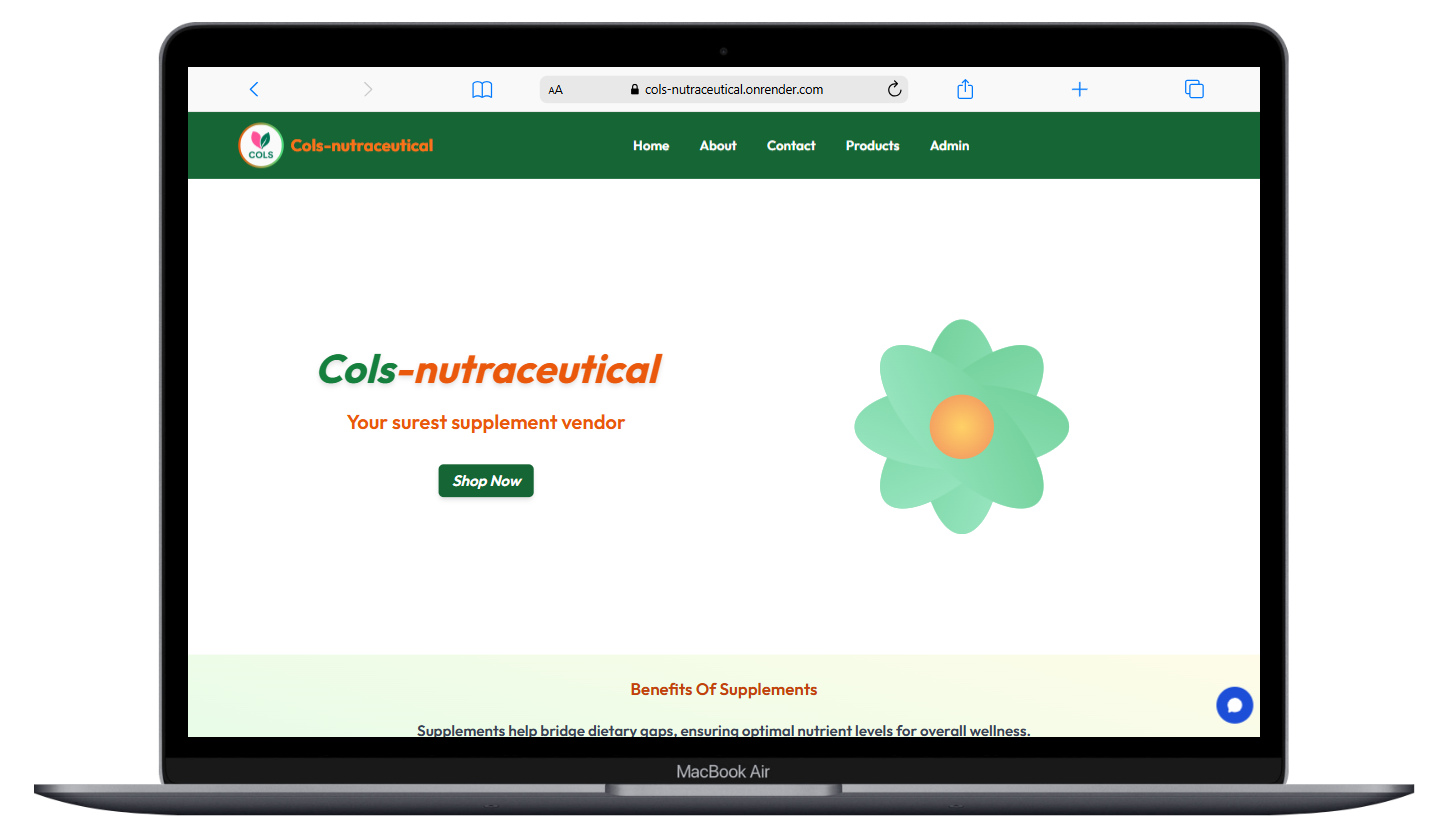 AA cols-nutraceutical.onrender.com
COLS Cols-nutraceutical Home About Contact Products Admin
Cols-nutraceutical
Your surest supplement vendor
Shop Now
Benefits Of Supplements
Supplements help bridge dietary gaps, ensuring optimal nutrient levels for overall wellness.
MacBook Air